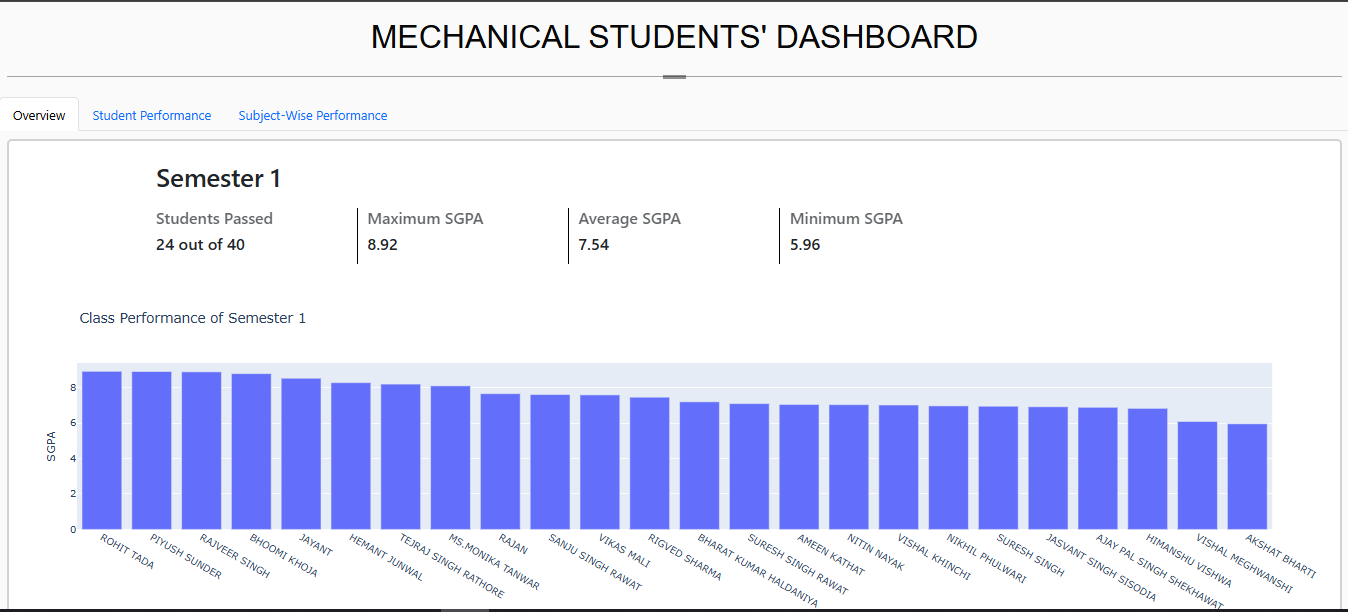 MECHANICAL STUDENTS' DASHBOARD
Overview Student Performance Subject-Wise Performance
Semester 1
Students Passed Maximum SGPA Average SGPA Minimum SGPA
24 out of 40 8.92 7.54 5.96
Class Performance of Semester 1
8
6
4
2
0
SGPA
ROHIT TADA
PIYUSH SUNDER
RAJVEER SINGH
BHOOMI KHOJA
JAYANT
HEMANT JUNWAL
TEJRAJ SINGH RATHORE
MS.MONIKA TANWAR
RAJAN
SANJU SINGH RAWAT
VIKAS MALI
RIGVED SHARMA
BHARAT KUMAR HALDANIYA
SURESH SINGH RAWAT
AMEEN KATHAT
NITIN NAYAK
VISHAL KHINCHI
NIKHIL PHULWARI
SURESH SINGH
JASVANT SINGH SISODIA
AJAY PAL SINGH SHEKHAWAT
HIMANSHU VISHWA
VISHAL MEGHWANSHI
AKSHAT BHARTI